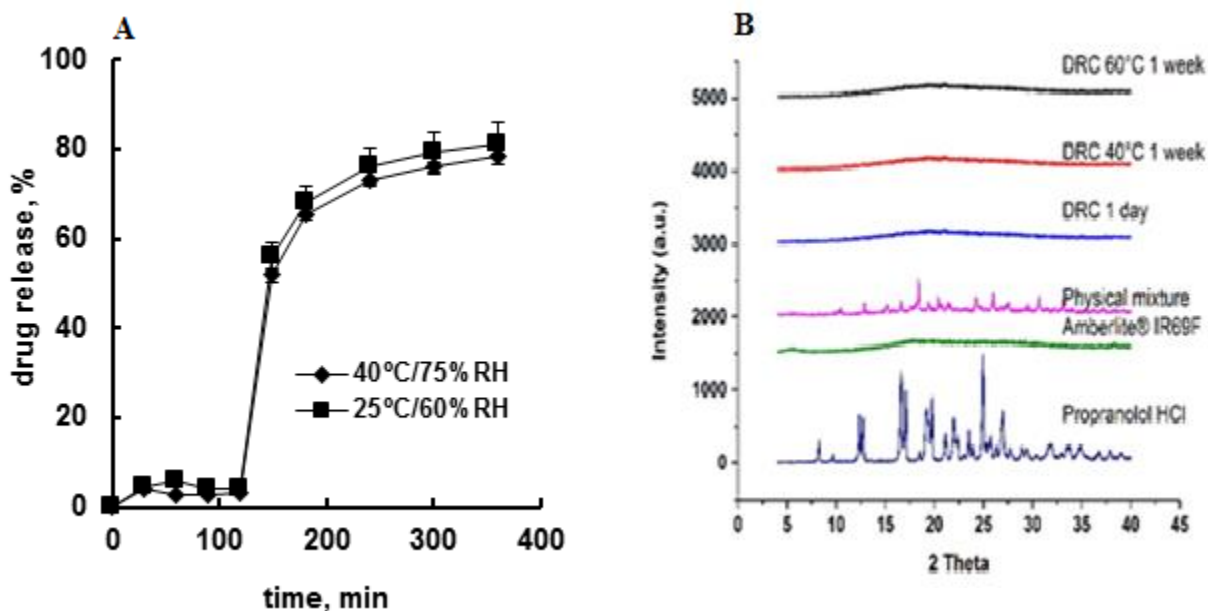 A
100
80
60
40
20
0
drug release, %
40°C/75% RH
25°C/60% RH
0 100 200 300 400
time, min
B
DRC 60°C 1 week
5000
DRC 40°C 1 week
4000
DRC 1 day
3000
Physical mixture
2000
Amberlite® IR69F
1000
Propranolol HCl
0
Intensity (a.u.)
0 5 10 15 20 25 30 35 40 45
2 Theta